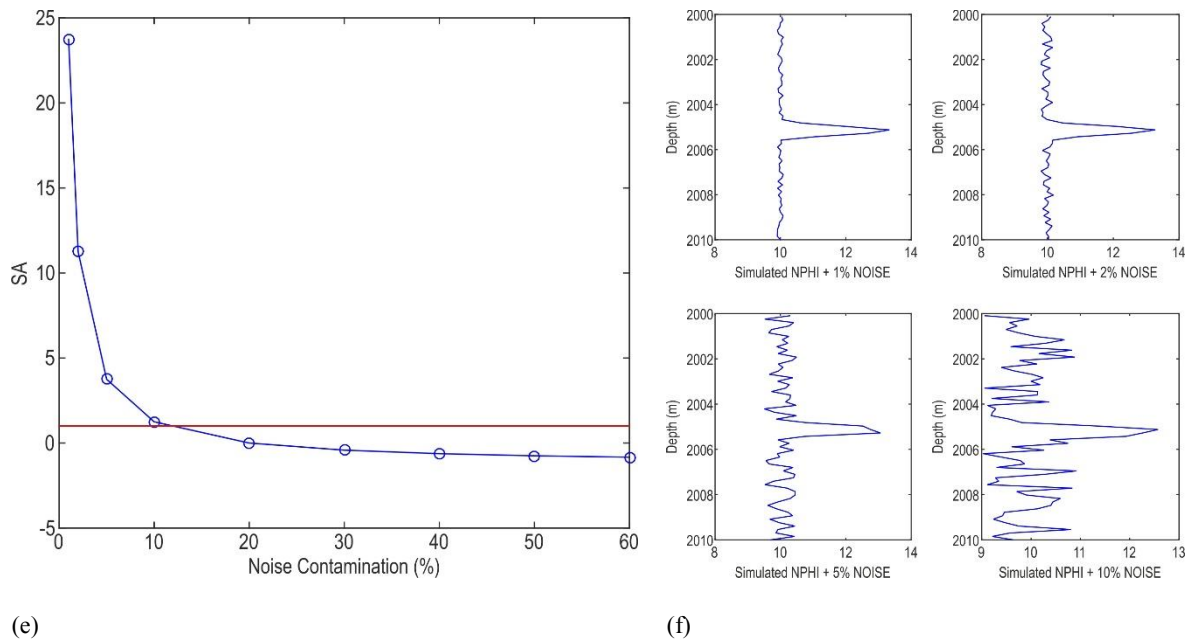 25
20
15
10
5
0
-5
SA
0 10 20 30 40 50 60
Noise Contamination (%)
(e)
2000
2002
2004
2006
2008
2010
Depth (m)
8 10 12 14
Simulated NPHI + 1% NOISE
2000
2002
2004
2006
2008
2010
Depth (m)
8 10 12 14
Simulated NPHI + 2% NOISE
2000
2002
2004
2006
2008
2010
Depth (m)
8 10 12 14
Simulated NPHI + 5% NOISE
2000
2002
2004
2006
2008
2010
Depth (m)
9 10 11 12 13
Simulated NPHI + 10% NOISE
(f)